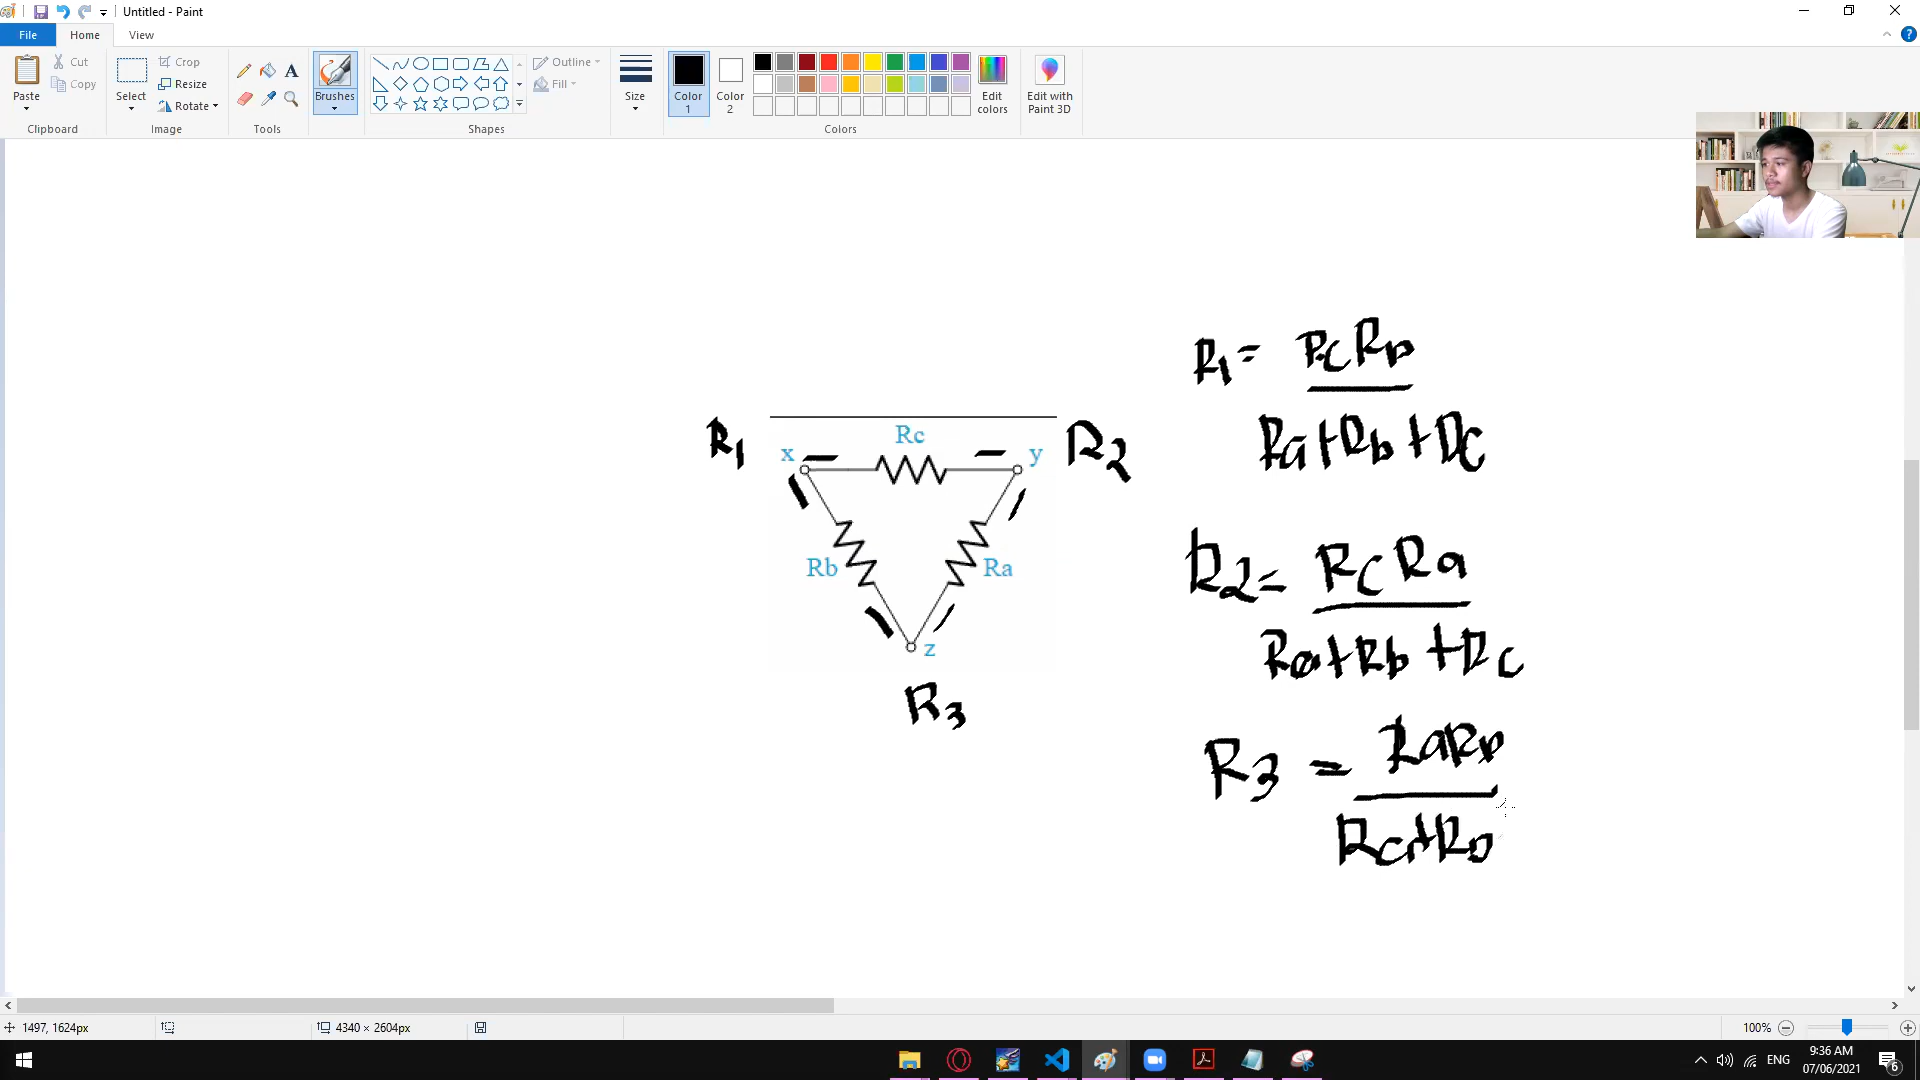 Untitled - Paint
File Home View
Paste Cut Copy Clipboard
Select Crop Resize Rotate Image
Tools
Brushes
Outline Fill Shapes
Size
Color 1 Color 2 Edit colors Colors
Edit with Paint 3D
R1 = RcRb
Ra+Rb+Rc
R1 Rc R2
x y
Rb Ra
z
R3
R2 = RcRa
Ra+Rb+Rc
R3 = RaRb
1497, 1624px 4340 × 2604px 100%
ENG 9:36 AM
07/06/2021 6